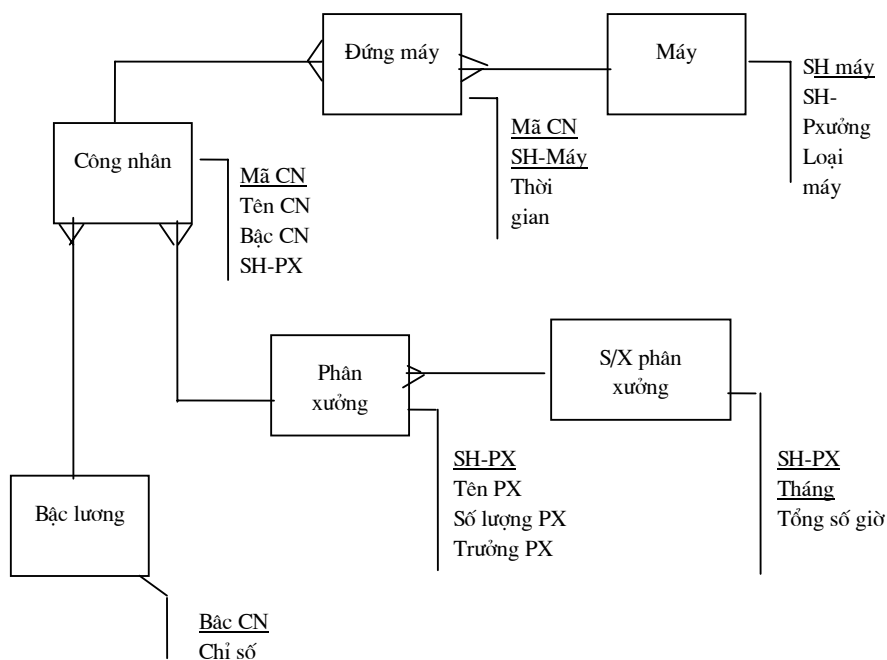 Đứng máy
Máy
SH máy
SH-
Pxưởng
Loại
máy
Công nhân
Mã CN
Tên CN
Bậc CN
SH-PX
Mã CN
SH-Máy
Thời
gian
Phân
xưởng
S/X phân
xưởng
SH-PX
Tên PX
Số lượng PX
Trưởng PX
SH-PX
Tháng
Tổng số giờ
Bậc lương
Bâc CN
Chỉ số